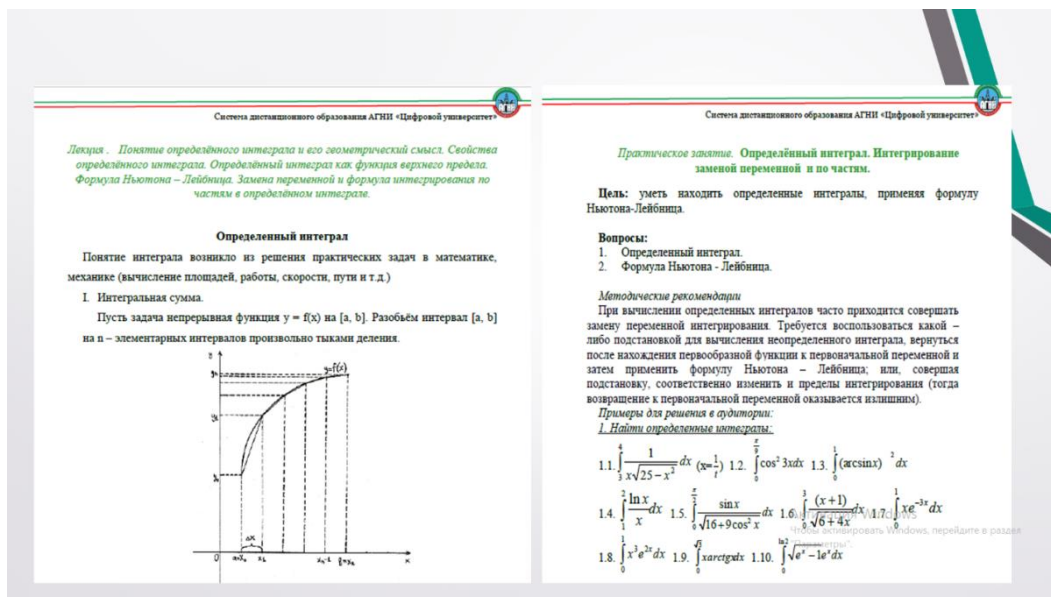 Система дистанционного образования АГНИ «Цифровой университет»
Лекция . Понятие определённого интеграла и его геометрический смысл. Свойства
определённого интеграла. Определённый интеграл как функция верхнего предела.
Формула Ньютона – Лейбница. Замена переменной и формула интегрирования по
частям в определённом интеграле.
Определенный интеграл
Понятие интеграла возникло из решения практических задач в математике,
механике (вычисление площадей, работы, скорости, пути и т.д.)
I. Интегральная сумма.
Пусть задача непрерывная функция y = f(x) на [a, b]. Разобьём интервал [a, b]
на n – элементарных интервалов произвольно тыками деления.
y=f(x)
Δx
0
x
Система дистанционного образования АГНИ «Цифровой университет»
Практическое занятие. Определённый интеграл. Интегрирование
заменой переменной и по частям.
Цель: уметь находить определенные интегралы, применяя формулу
Ньютона-Лейбница.
Вопросы:
1. Определенный интеграл.
2. Формула Ньютона - Лейбница.
Методические рекомендации
При вычислении определенных интегралов часто приходится совершать
замену переменной интегрирования. Требуется воспользоваться какой –
либо подстановкой для вычисления неопределенного интеграла, вернуться
после нахождения первообразной функции к первоначальной переменной и
затем применить формулу Ньютона – Лейбница; или, совершая
подстановку, соответственно изменить и пределы интегрирования (тогда
возвращение к первоначальной переменной оказывается излишним).
Примеры для решения в аудитории:
1. Найти определенные интегралы:
1.1. ∫₃⁴ 1/(x√(25−x²)) dx (x=1/t) 1.2. ∫₀^(π/9) cos² 3xdx 1.3. ∫₀¹ (arcsinx) ² dx
1.4. ∫₁² lnx/x dx 1.5. ∫₀^(π/2) sinx/√(16+9cos² x) dx 1.6. ∫₀³ (x+1)/√(6+4x) dx 1.7. ∫₀¹ xe^(−3x) dx
1.8. ∫₀¹ x³e^(2x) dx 1.9. ∫₀^√3 xarctgxdx 1.10. ∫₀^(ln2) √(eˣ −1)eˣ dx
Активация Windows
Чтобы активировать Windows, перейдите в раздел
"Параметры".